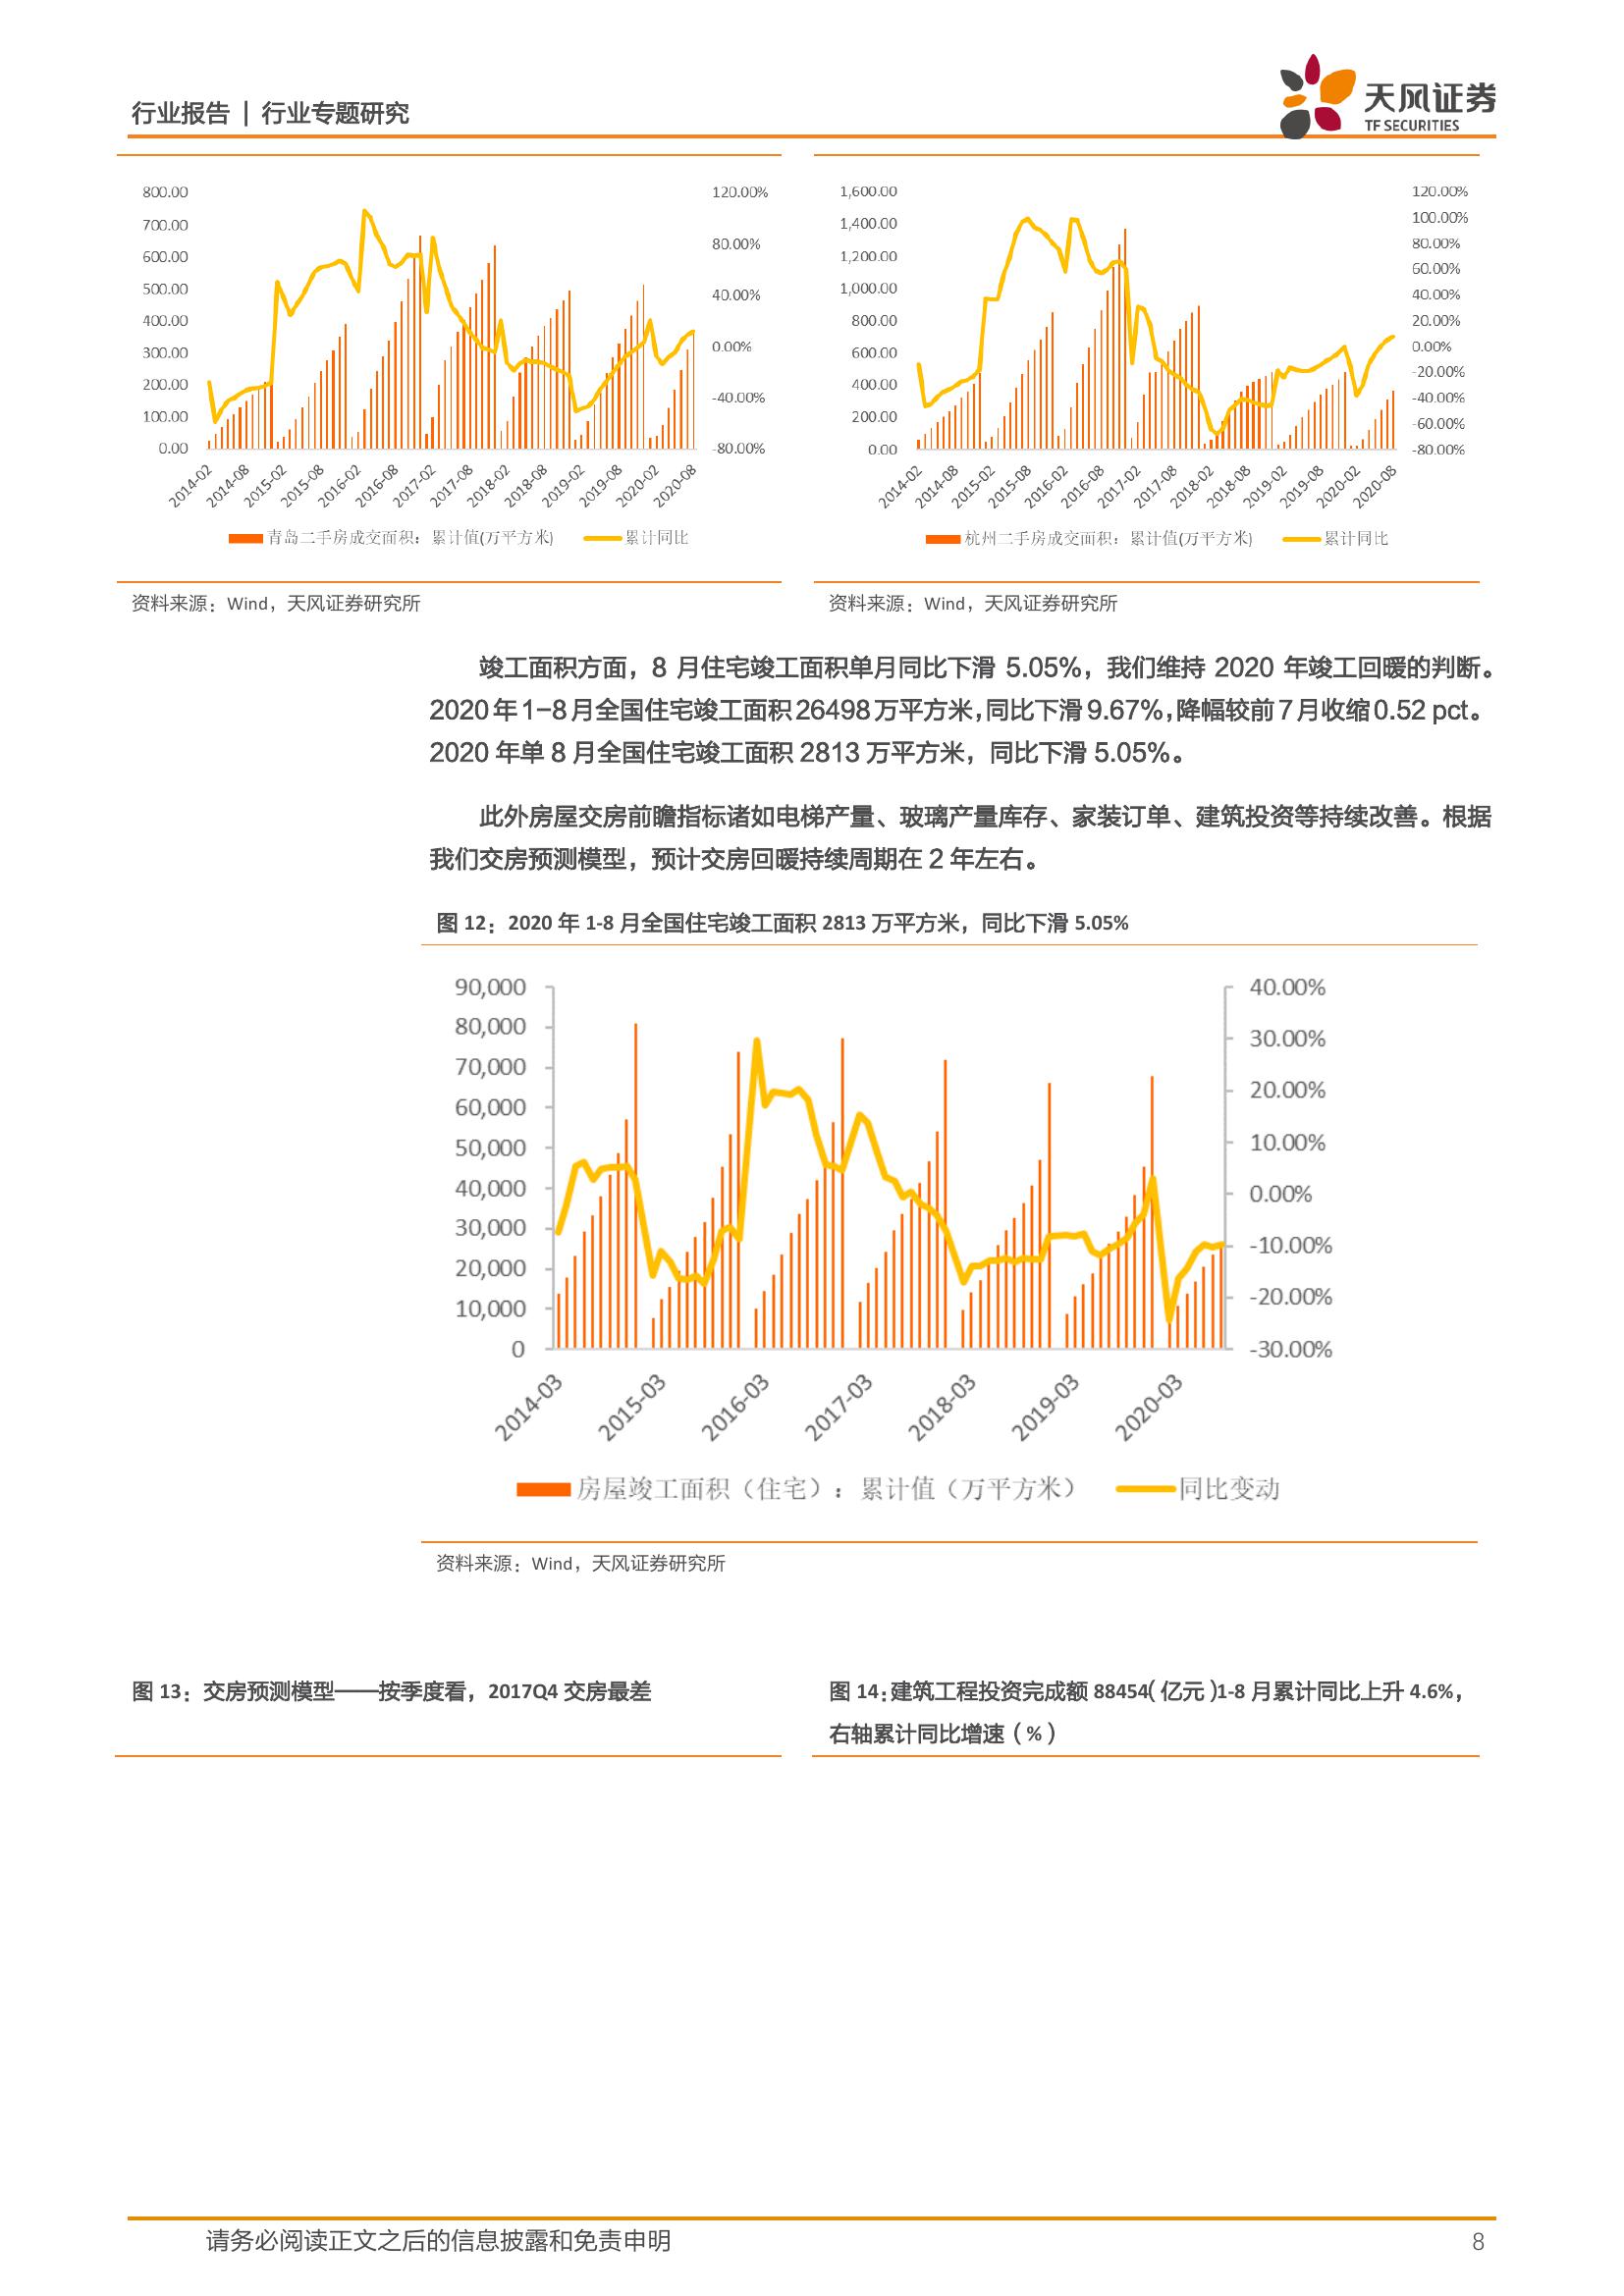 行业报告 | 行业专题研究
天风证券
TF SECURITIES
800.00
700.00
600.00
500.00
400.00
300.00
200.00
100.00
0.00
120.00%
80.00%
40.00%
0.00%
-40.00%
-80.00%
2014-02 2014-08 2015-02 2015-08 2016-02 2016-08 2017-02 2017-08 2018-02 2018-08 2019-02 2019-08 2020-02 2020-08
青岛二手房成交面积：累计值(万平方米) 累计同比
1,600.00
1,400.00
1,200.00
1,000.00
800.00
600.00
400.00
200.00
0.00
120.00%
100.00%
80.00%
60.00%
40.00%
20.00%
0.00%
-20.00%
-40.00%
-60.00%
-80.00%
2014-02 2014-08 2015-02 2015-08 2016-02 2016-08 2017-02 2017-08 2018-02 2018-08 2019-02 2019-08 2020-02 2020-08
杭州二手房成交面积：累计值(万平方米) 累计同比
资料来源：Wind，天风证券研究所
资料来源：Wind，天风证券研究所
竣工面积方面，8 月住宅竣工面积单月同比下滑 5.05%，我们维持 2020 年竣工回暖的判断。
2020 年 1-8 月全国住宅竣工面积 26498 万平方米，同比下滑 9.67%，降幅较前 7 月收缩 0.52 pct。
2020 年单 8 月全国住宅竣工面积 2813 万平方米，同比下滑 5.05%。
此外房屋交房前瞻指标诸如电梯产量、玻璃产量库存、家装订单、建筑投资等持续改善。根据
我们交房预测模型，预计交房回暖持续周期在 2 年左右。
图 12：2020 年 1-8 月全国住宅竣工面积 2813 万平方米，同比下滑 5.05%
90,000
80,000
70,000
60,000
50,000
40,000
30,000
20,000
10,000
0
40.00%
30.00%
20.00%
10.00%
0.00%
-10.00%
-20.00%
-30.00%
2014-03 2015-03 2016-03 2017-03 2018-03 2019-03 2020-03
房屋竣工面积（住宅）：累计值（万平方米） 同比变动
资料来源：Wind，天风证券研究所
图 13：交房预测模型——按季度看，2017Q4 交房最差
图 14：建筑工程投资完成额 88454（亿元）1-8 月累计同比上升 4.6%，
右轴累计同比增速（%）
请务必阅读正文之后的信息披露和免责申明
8